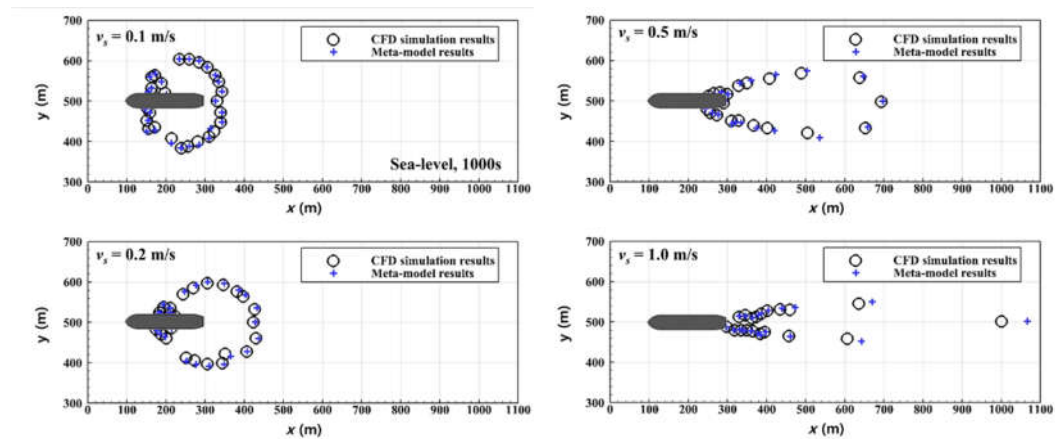 700
600
500
400
300
y (m)
v_s = 0.1 m/s
CFD simulation results
Meta-model results
Sea-level, 1000s
0 100 200 300 400 500 600 700 800 900 1000 1100
x (m)
700
600
500
400
300
y (m)
v_s = 0.5 m/s
CFD simulation results
Meta-model results
0 100 200 300 400 500 600 700 800 900 1000 1100
x (m)
700
600
500
400
300
y (m)
v_s = 0.2 m/s
CFD simulation results
Meta-model results
0 100 200 300 400 500 600 700 800 900 1000 1100
x (m)
700
600
500
400
300
y (m)
v_s = 1.0 m/s
CFD simulation results
Meta-model results
0 100 200 300 400 500 600 700 800 900 1000 1100
x (m)